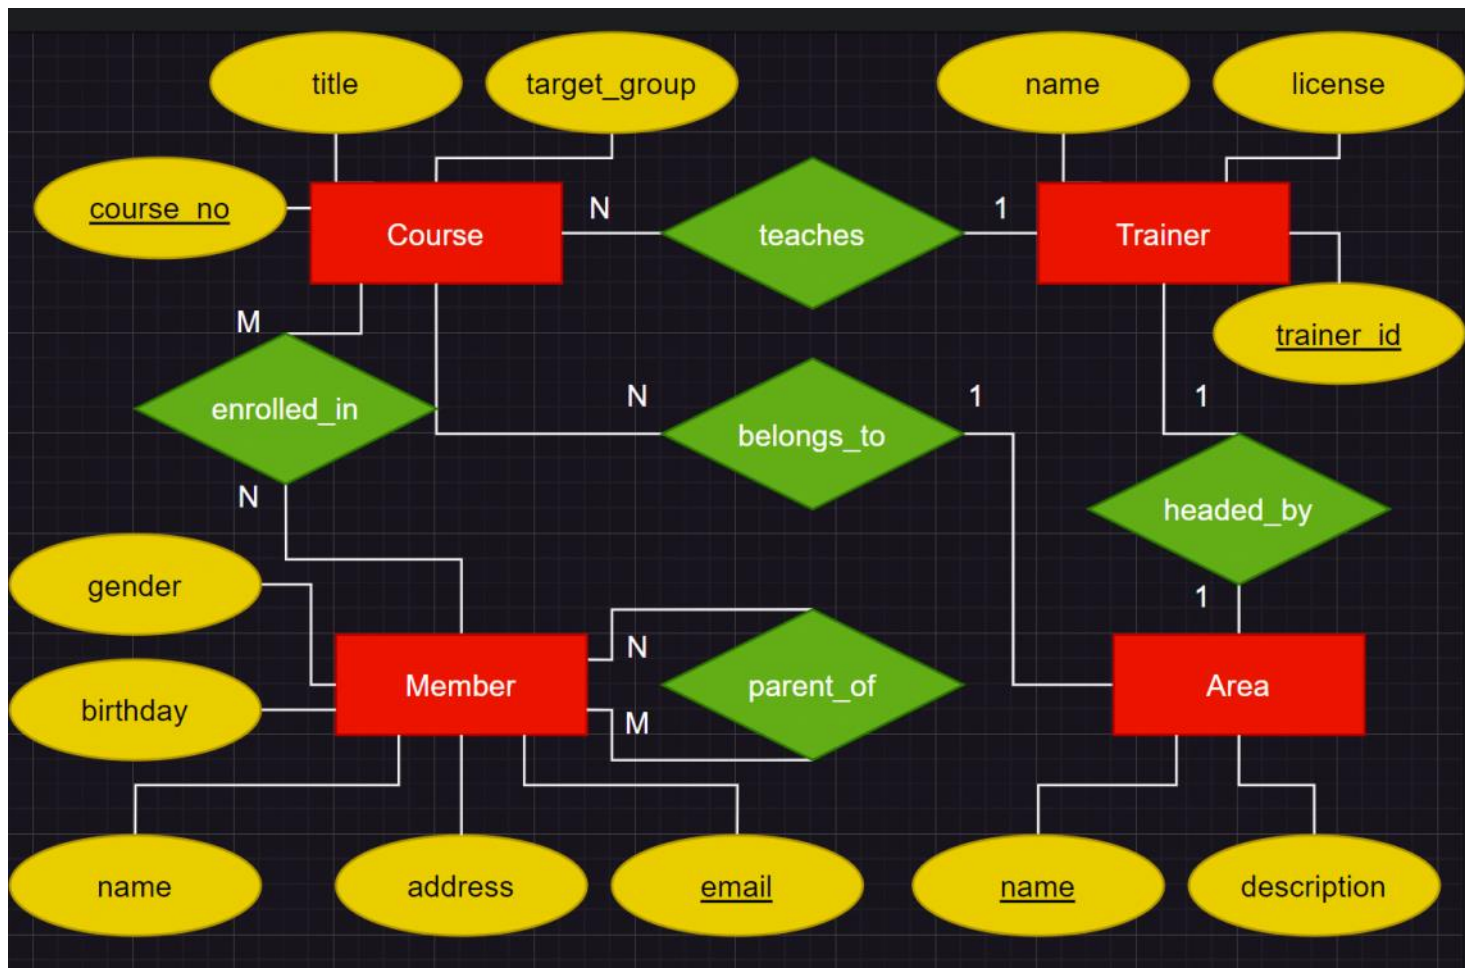 title
target_group
name
license
course_no
Course
N
teaches
1
Trainer
M
trainer_id
enrolled_in
N
belongs_to
1
1
N
headed_by
gender
1
Member
N
parent_of
Area
birthday
M
name
address
email
name
description